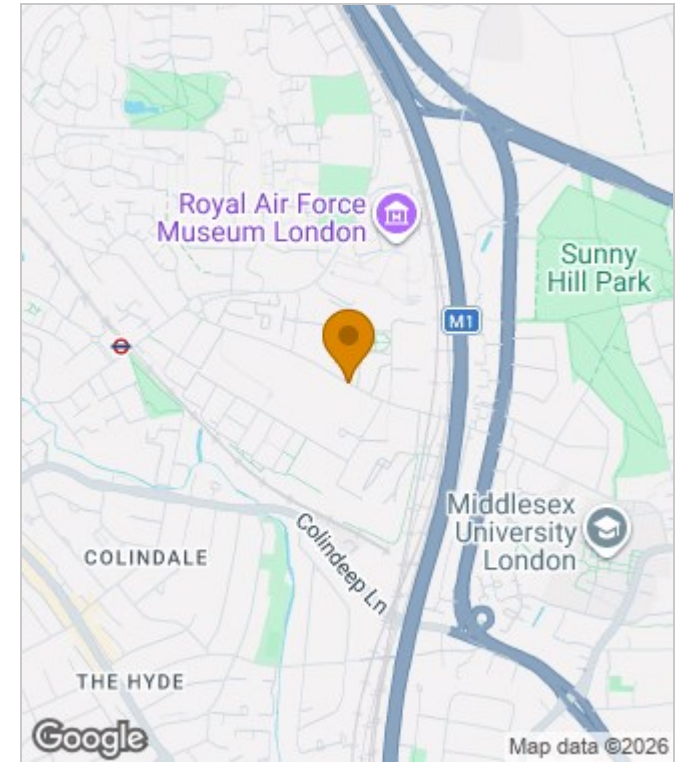 Royal Air Force
Museum London
Sunny
Hill Park
M1
Middlesex
University
London
Colindeep Ln
COLINDALE
THE HYDE
Google
Map data ©2026